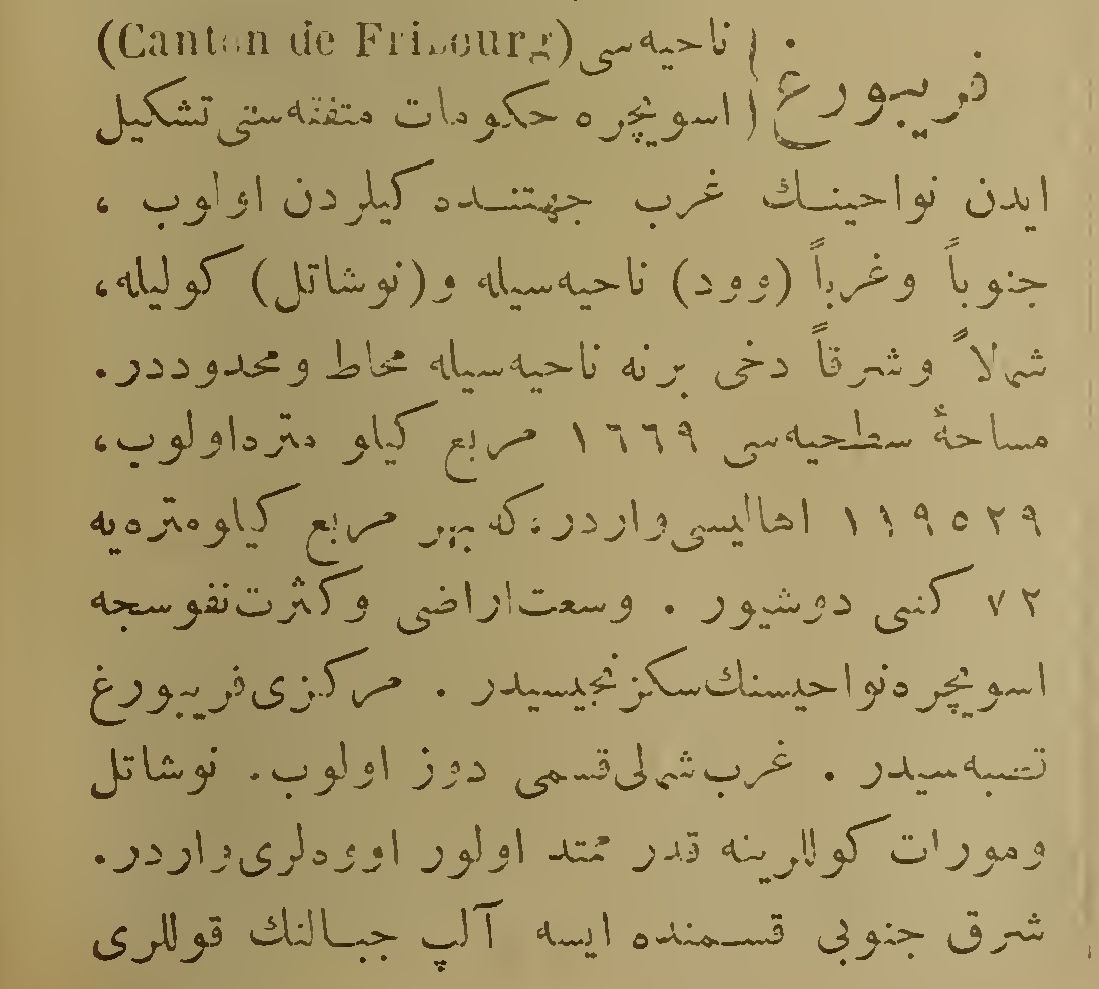 فریبورغ ناحیه‌سی (Canton de Fribourg)
اسویچره حکومات متفقه‌سنی تشکیل
ایدن نواحینك غرب جهتنده‌کیلردن اولوب ،
جنوباً وغرباً (وود) ناحیه‌سیله و(نوشاتل) کولیله،
شمالاً وشرقاً دخی برنه ناحیه‌سیله محاط ومحدوددر.
مساحهٔ سطحیه‌سی ١٦٦٩ مربع کیلو متره‌اولوب،
١١٩٥٢٩ اهالیسی واردر؛ که بهر مربع کیلومتره‌یه
٧٢ کشی دوشیور . وسعت اراضی وکثرت نفوسجه
اسویچره نواحیسنك سکزنجیسیدر . مرکزی فریبورغ
قصبه‌سیدر . غرب شمالی قسمی دوز اولوب. نوشاتل
ومورات کوللرینه قدر ممتد اولور اووه‌لری واردر.
شرق جنوبی قسمنده ایسه آلپ جبالنك قوللری